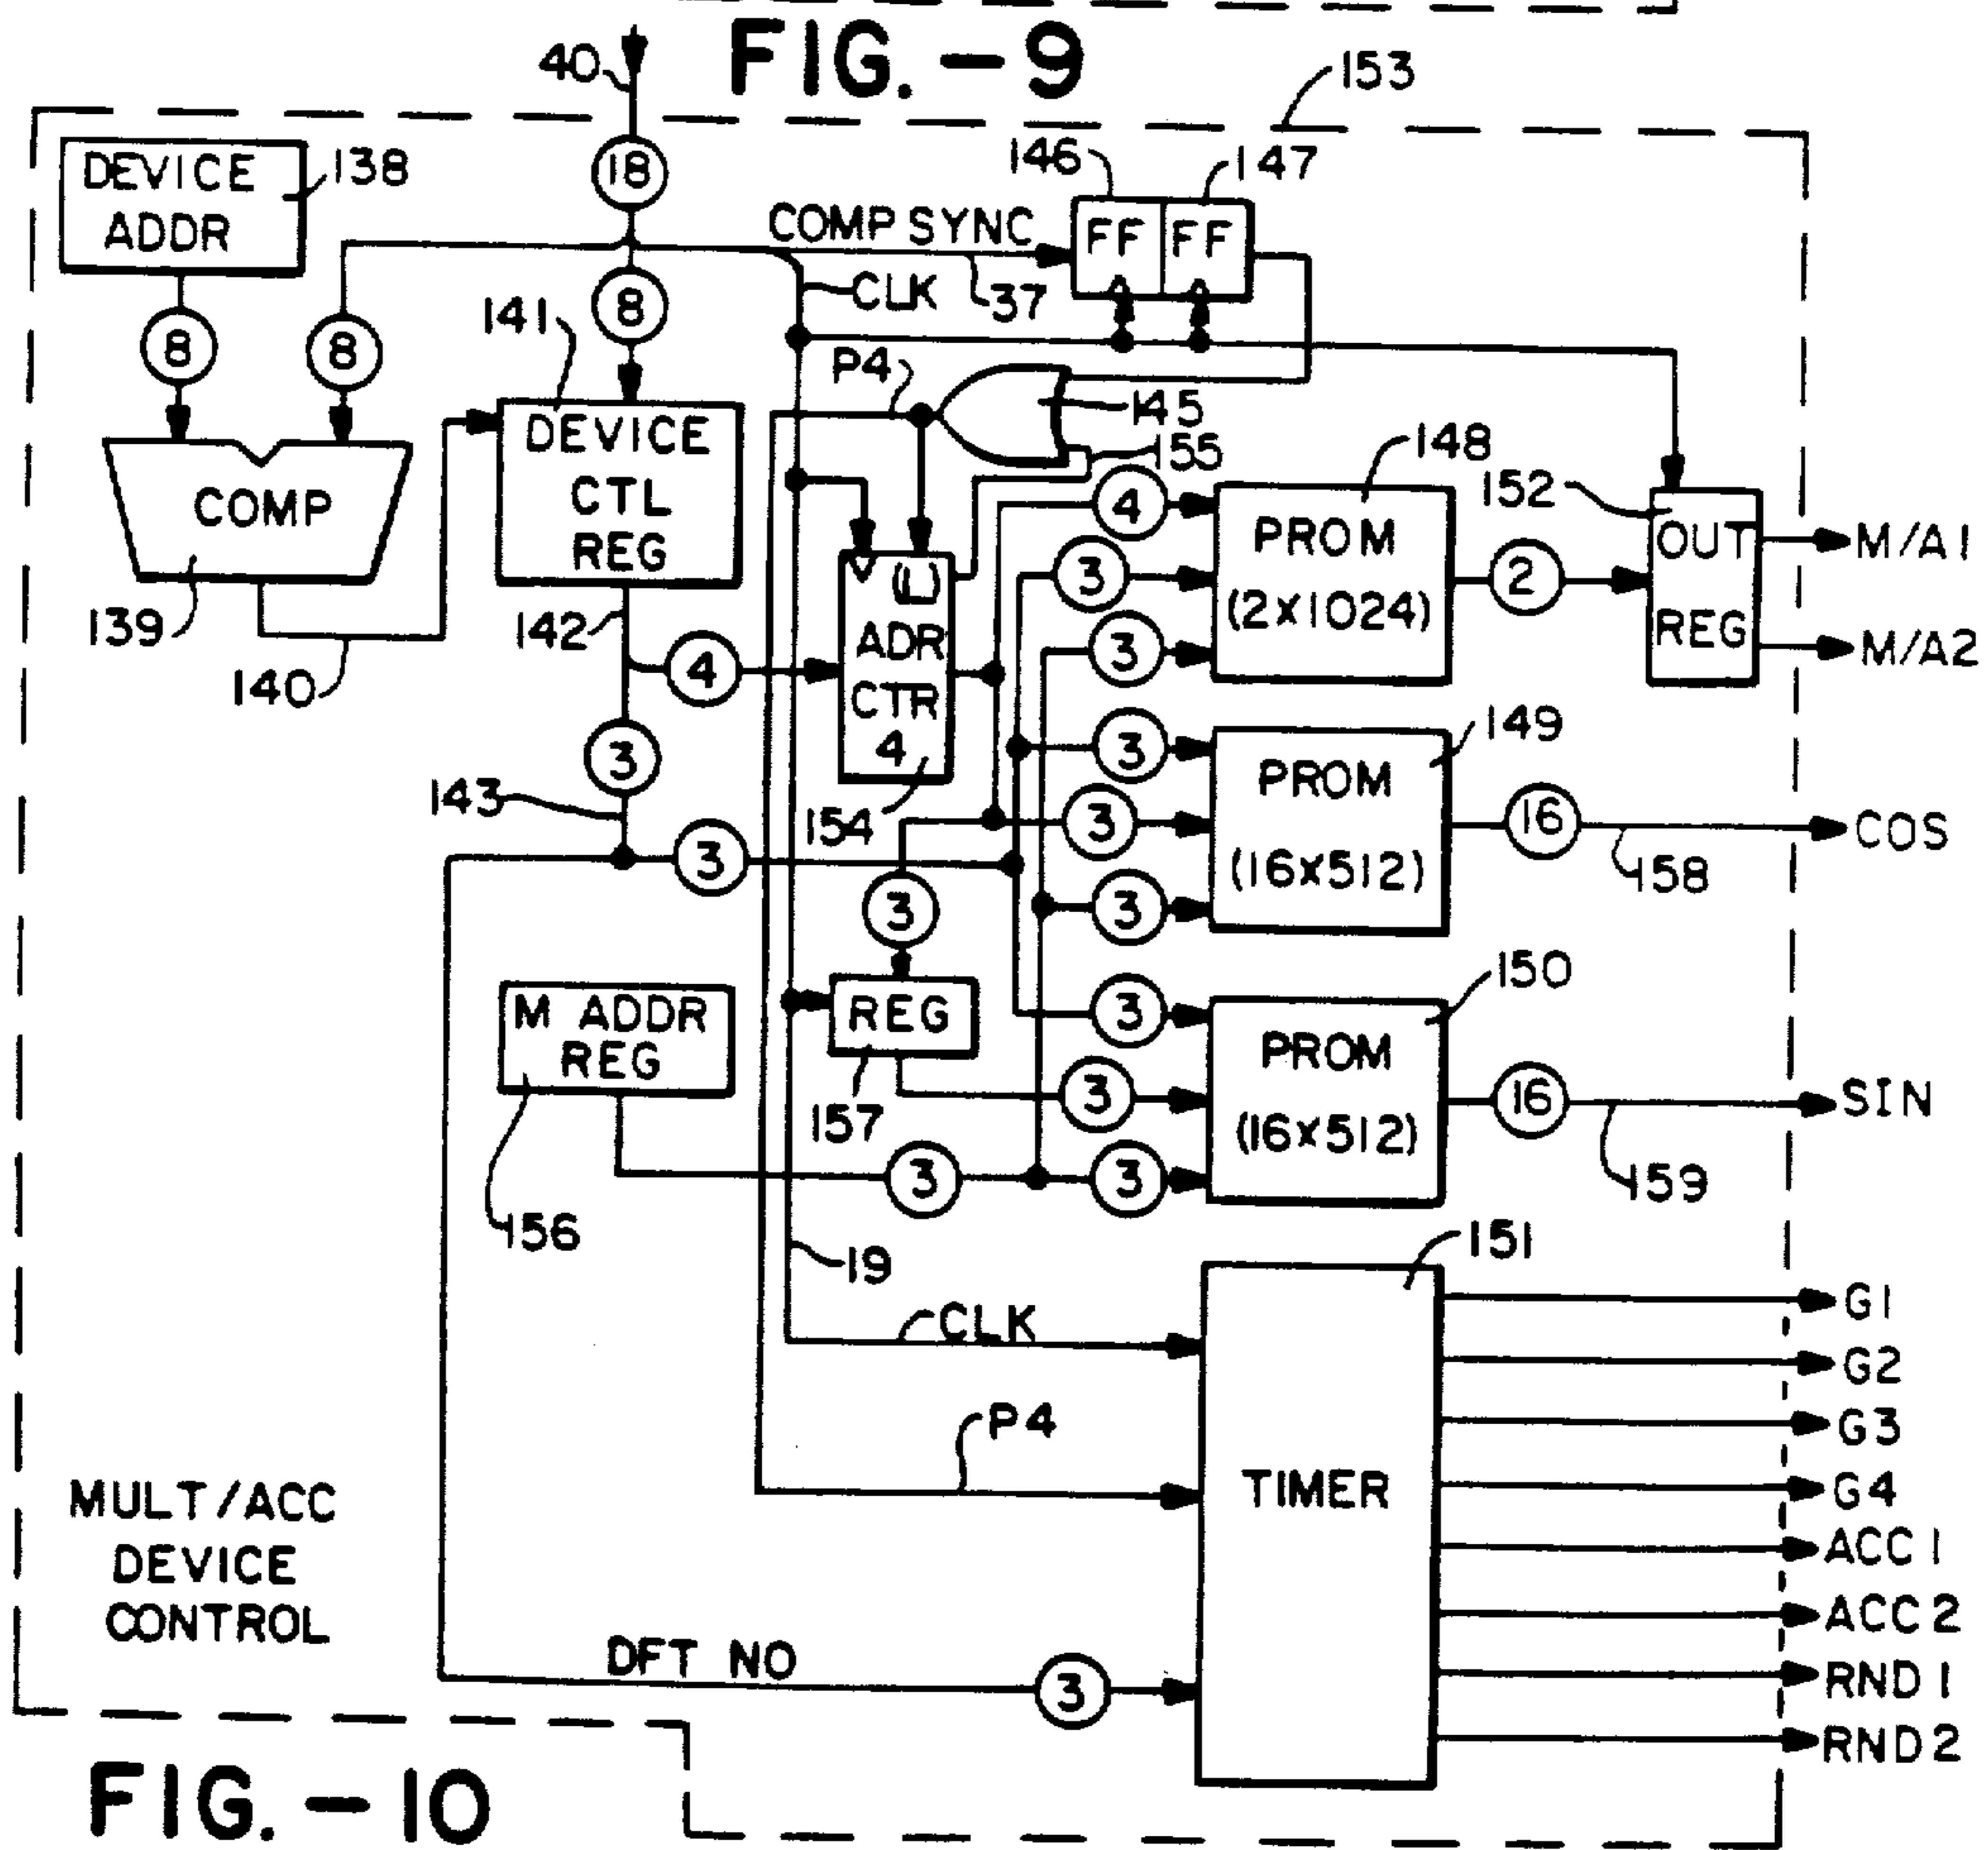 FIG.-9
40
153
DEVICE
ADDR
138
18
146
147
COMP SYNC
FF
FF
CLK
37
8
8
8
141
P4
145
155
DEVICE
CTL
REG
COMP
139
140
142
4
(L)
ADR
CTR
4
154
4
3
3
148
PROM
(2X1024)
2
152
OUT
REG
M/A1
M/A2
3
143
3
3
3
3
149
PROM
(16X512)
16
158
COS
3
M ADDR
REG
156
REG
157
3
3
3
3
150
PROM
(16X512)
16
159
SIN
19
CLK
P4
DFT NO
3
151
TIMER
G1
G2
G3
G4
ACC 1
ACC 2
RND 1
RND 2
MULT/ACC
DEVICE
CONTROL
FIG.-10